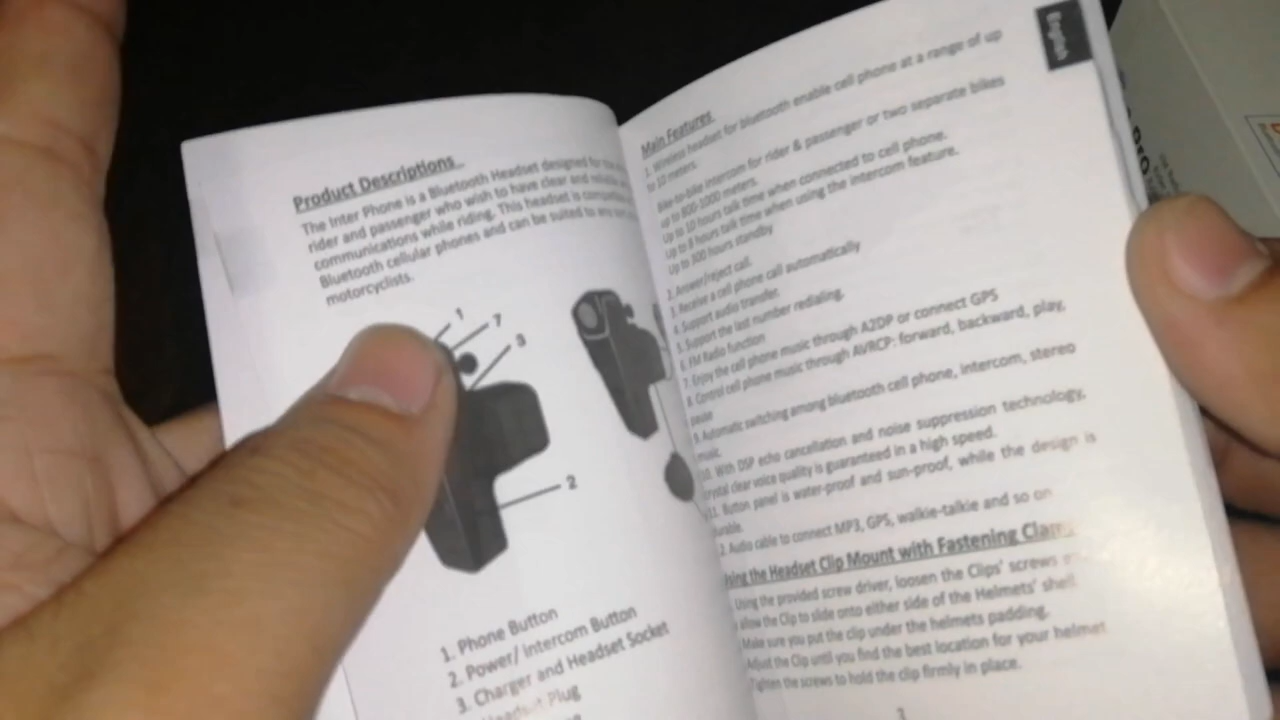 Product Descriptions
The Inter Phone is a Bluetooth Headset designed for
rider and passenger who wish to have clear and
communications while riding. This headset is
Bluetooth cellular phones and can be suited to any
motorcyclists.
1
7
3
2
1. Phone Button
2. Power/ Intercom Button
3. Charger and Headset Socket
Headset Plug
English
Main Features
1. Wireless headset for bluetooth enable cell phone at a range of up
to 10 meters.
Bike-to-bike intercom for rider & passenger or two separate bikes
up to 800-1000 meters.
Up to 10 hours talk time when connected to cell phone.
Up to 8 hours talk time when using the intercom feature.
Up to 300 hours standby
2. Answer/reject call.
3. Receive a cell phone call automatically
4. Support audio transfer.
5. Support the last number redialing.
6. FM Radio function
7. Enjoy the cell phone music through A2DP or connect GPS
8. Control cell phone music through AVRCP: forward, backward, play,
pause
9. Automatic switching among bluetooth cell phone, intercom, stereo
music.
10. With DSP echo cancellation and noise suppression technology,
crystal clear voice quality is guaranteed in a high speed.
11. Button panel is water-proof and sun-proof, while the design is
durable.
2. Audio cable to connect MP3, GPS, walkie-talkie and so on
Using the Headset Clip Mount with Fastening
Using the provided screw driver, loosen the Clips' screws
allow the Clip to slide onto either side of the Helmets' shell
Make sure you put the clip under the helmets padding.
Adjust the Clip until you find the best location for your helmet
Tighten the screws to hold the clip firmly in place.